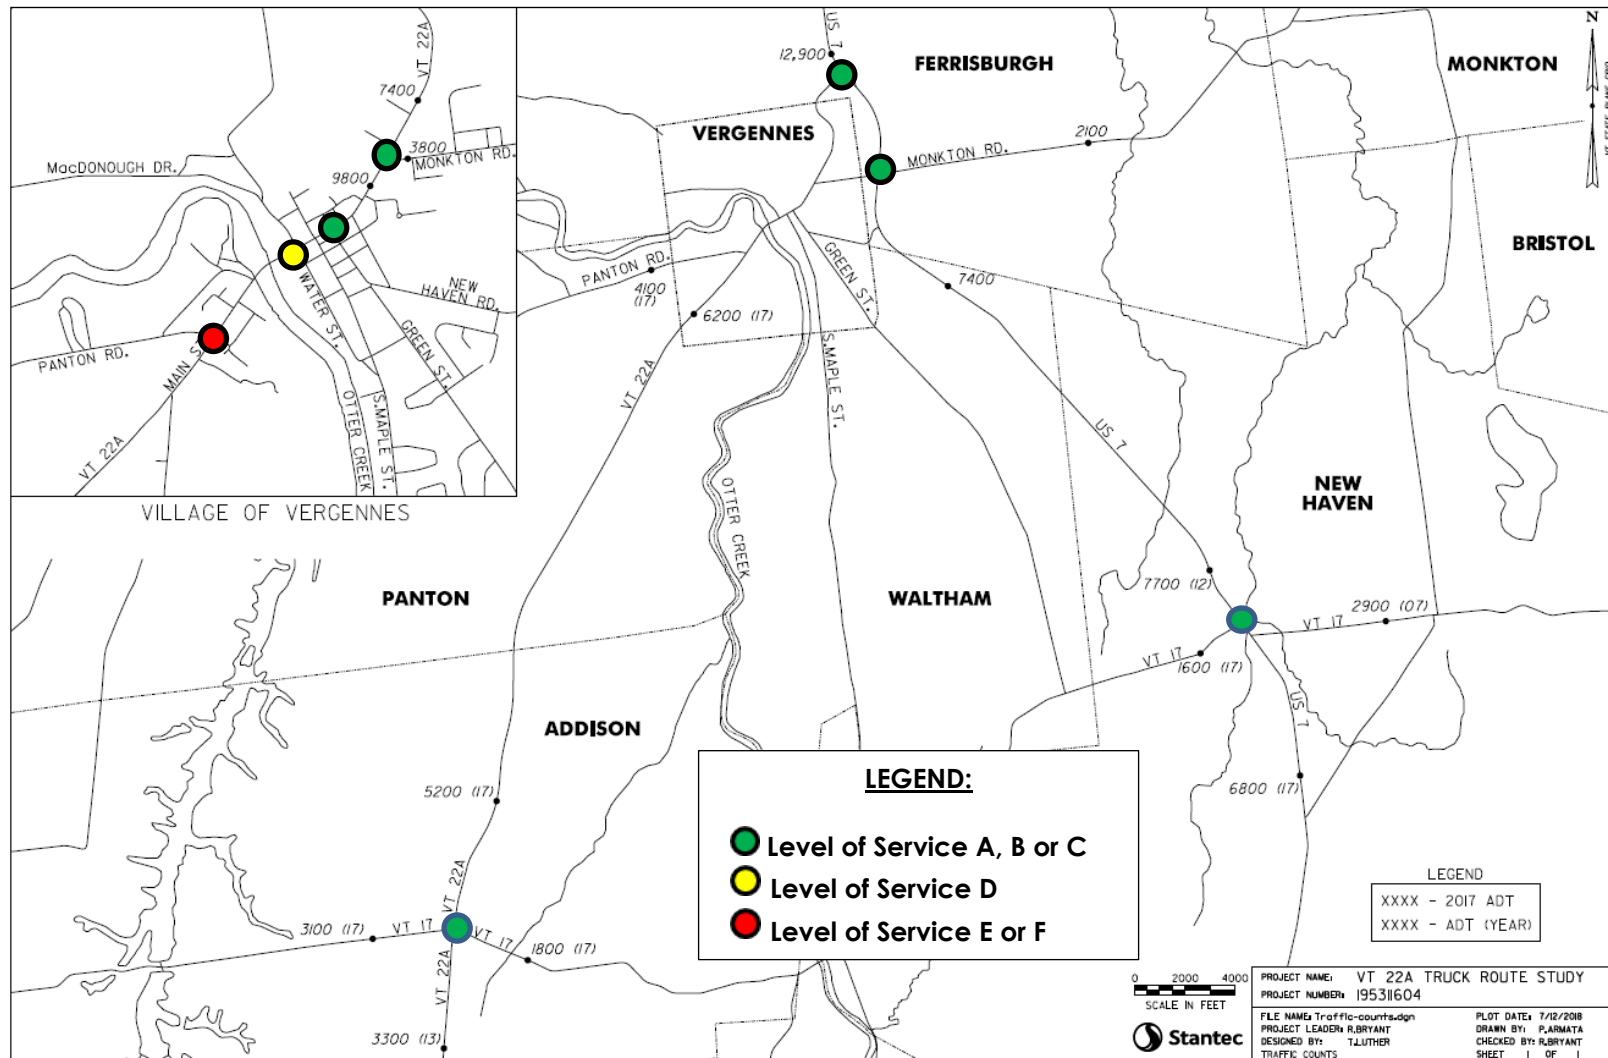 VT 22A
7400
3800
MONKTON RD.
MacDONOUGH DR.
9800
NEW
HAVEN RD.
WATER ST.
GREEN ST.
PANTON RD.
MAIN S
VT 22A
OTTER CREEK
S.MAPLE ST.
VILLAGE OF VERGENNES
US 7
12,900
FERRISBURGH
MONKTON
N
VERGENNES
2100
MONKTON RD.
BRISTOL
PANTON RD.
4100
(17)
GREEN ST.
7400
6200 (17)
S.MAPLE ST.
VT 22A
US 7
OTTER CREEK
NEW
HAVEN
PANTON
WALTHAM
7700 (12)
2900 (07)
VT 17
VT 17
1600 (17)
US 7
ADDISON
6800 (17)
5200 (17)
VT 22A
3100 (17)
VT 17
VT 17
1800 (17)
VT 22A
3300 (13)
LEGEND:
Level of Service A, B or C
Level of Service D
Level of Service E or F
LEGEND
XXXX - 2017 ADT
XXXX - ADT (YEAR)
0 2000 4000
SCALE IN FEET
Stantec
PROJECT NAME: VT 22A TRUCK ROUTE STUDY
PROJECT NUMBER: 195311604
FILE NAME: Traffic-counts.dgn PLOT DATE: 7/12/2018
PROJECT LEADER: R.BRYANT DRAWN BY: P.ARMATA
DESIGNED BY: T.LUTHER CHECKED BY: R.BRYANT
TRAFFIC COUNTS SHEET 1 OF